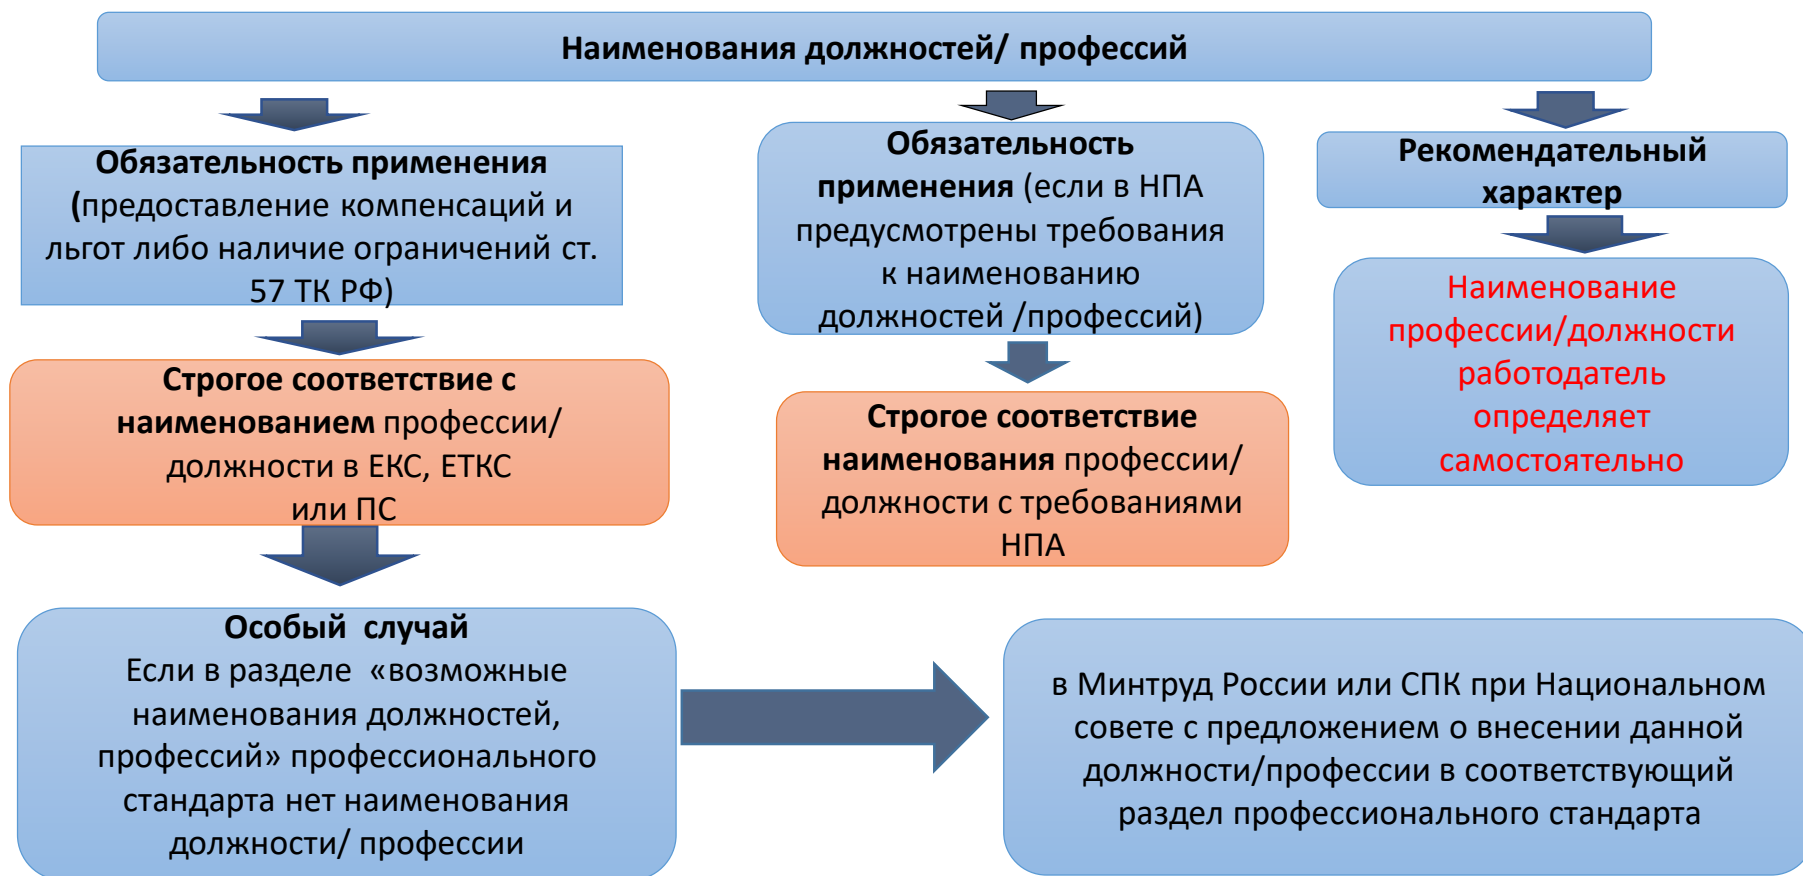 Наименования должностей/ профессий
Обязательность применения
(предоставление компенсаций и
льгот либо наличие ограничений ст.
57 ТК РФ)
Строгое соответствие с
наименованием профессии/
должности в ЕКС, ЕТКС
или ПС
Особый случай
Если в разделе «возможные
наименования должностей,
профессий» профессионального
стандарта нет наименования
должности/ профессии
в Минтруд России или СПК при Национальном
совете с предложением о внесении данной
должности/профессии в соответствующий
раздел профессионального стандарта
Обязательность
применения (если в НПА
предусмотрены требования
к наименованию
должностей /профессий)
Строгое соответствие
наименования профессии/
должности с требованиями
НПА
Рекомендательный
характер
Наименование
профессии/должности
работодатель
определяет
самостоятельно